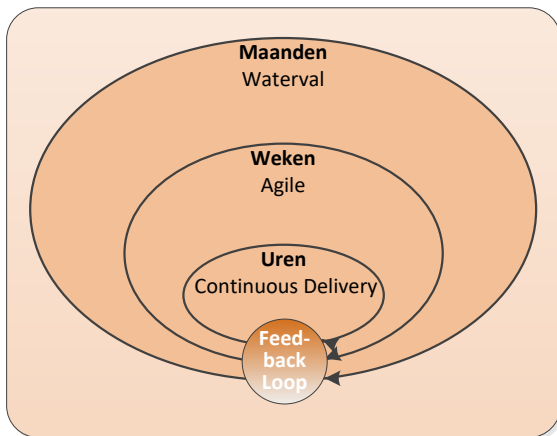 Maanden
Waterval
Weken
Agile
Uren
Continuous Delivery
Feed-
back
Loop